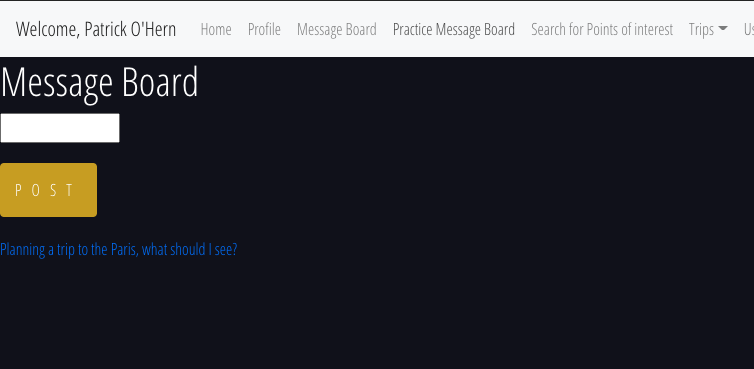 Welcome, Patrick O'Hern Home Profile Message Board Practice Message Board Search for Points of interest Trips Us
Message Board
POST
Planning a trip to the Paris, what should I see?